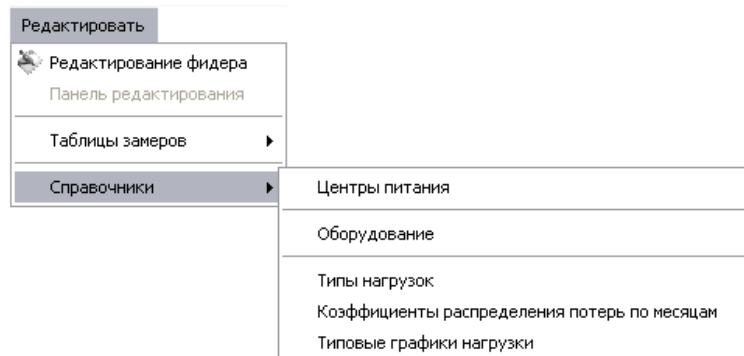 Редактировать
Редактирование фидера
Панель редактирования
Таблицы замеров
Справочники
Центры питания
Оборудование
Типы нагрузок
Коэффициенты распределения потерь по месяцам
Типовые графики нагрузки